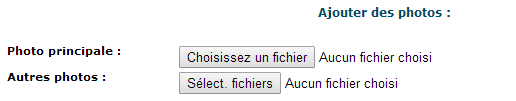 Ajouter des photos :
Photo principale : Choisissez un fichier Aucun fichier choisi
Autres photos : Sélect. fichiers Aucun fichier choisi